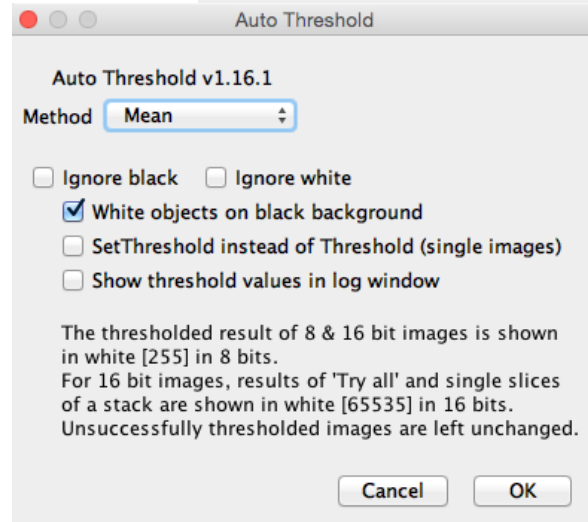 Auto Threshold
Auto Threshold v1.16.1
Method Mean
Ignore black Ignore white
White objects on black background
SetThreshold instead of Threshold (single images)
Show threshold values in log window
The thresholded result of 8 & 16 bit images is shown
in white [255] in 8 bits.
For 16 bit images, results of 'Try all' and single slices
of a stack are shown in white [65535] in 16 bits.
Unsuccessfully thresholded images are left unchanged.
Cancel OK